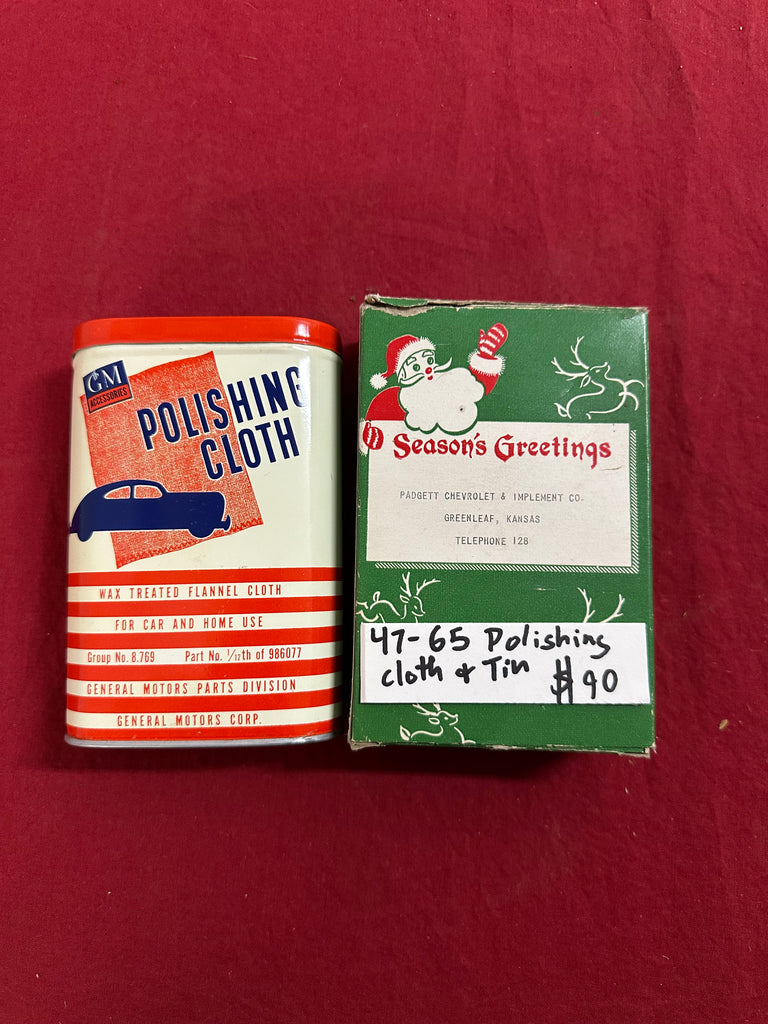 GM
ACCESSORIES
POLISHING
CLOTH
WAX TREATED FLANNEL CLOTH
FOR CAR AND HOME USE
Group No. 8.769 Part No. 1/12th of 986077
GENERAL MOTORS PARTS DIVISION
GENERAL MOTORS CORP.
Season's Greetings
PADGETT CHEVROLET & IMPLEMENT CO.
GREENLEAF, KANSAS
TELEPHONE 128
47-65 Polishing
cloth + Tin $90